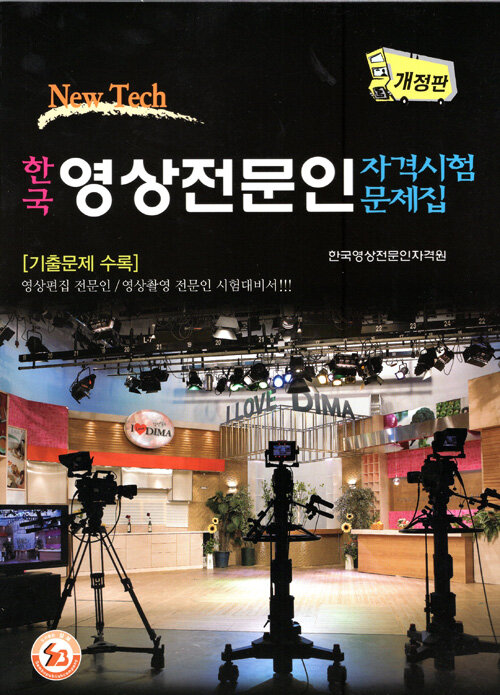 개정판
New Tech
한국 영상전문인 자격시험 문제집
한국영상전문인자격원
[기출문제 수록]
영상편집 전문인 / 영상촬영 전문인 시험대비서!!!
I LOVE DIMA
I DIMA
SB